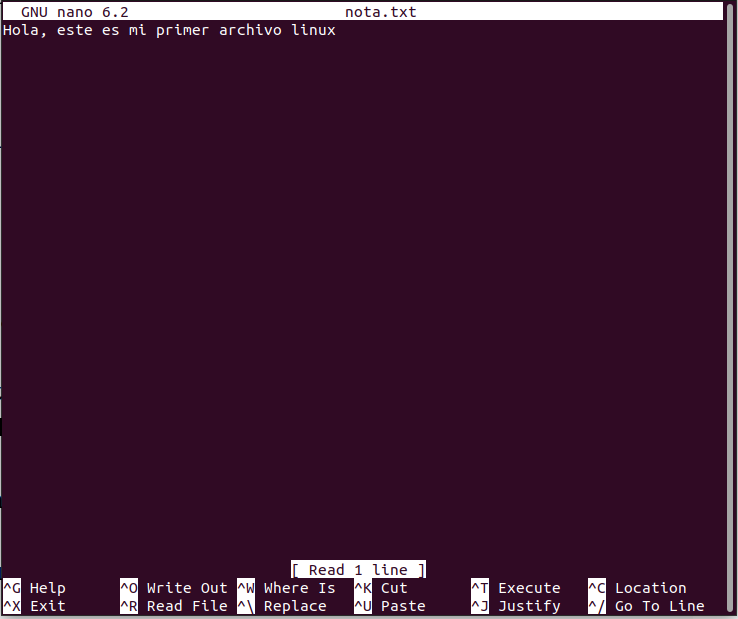 GNU nano 6.2 nota.txt
Hola, este es mi primer archivo linux
[ Read 1 line ]
^G Help ^O Write Out ^W Where Is ^K Cut ^T Execute ^C Location
^X Exit ^R Read File ^\ Replace ^U Paste ^J Justify ^/ Go To Line